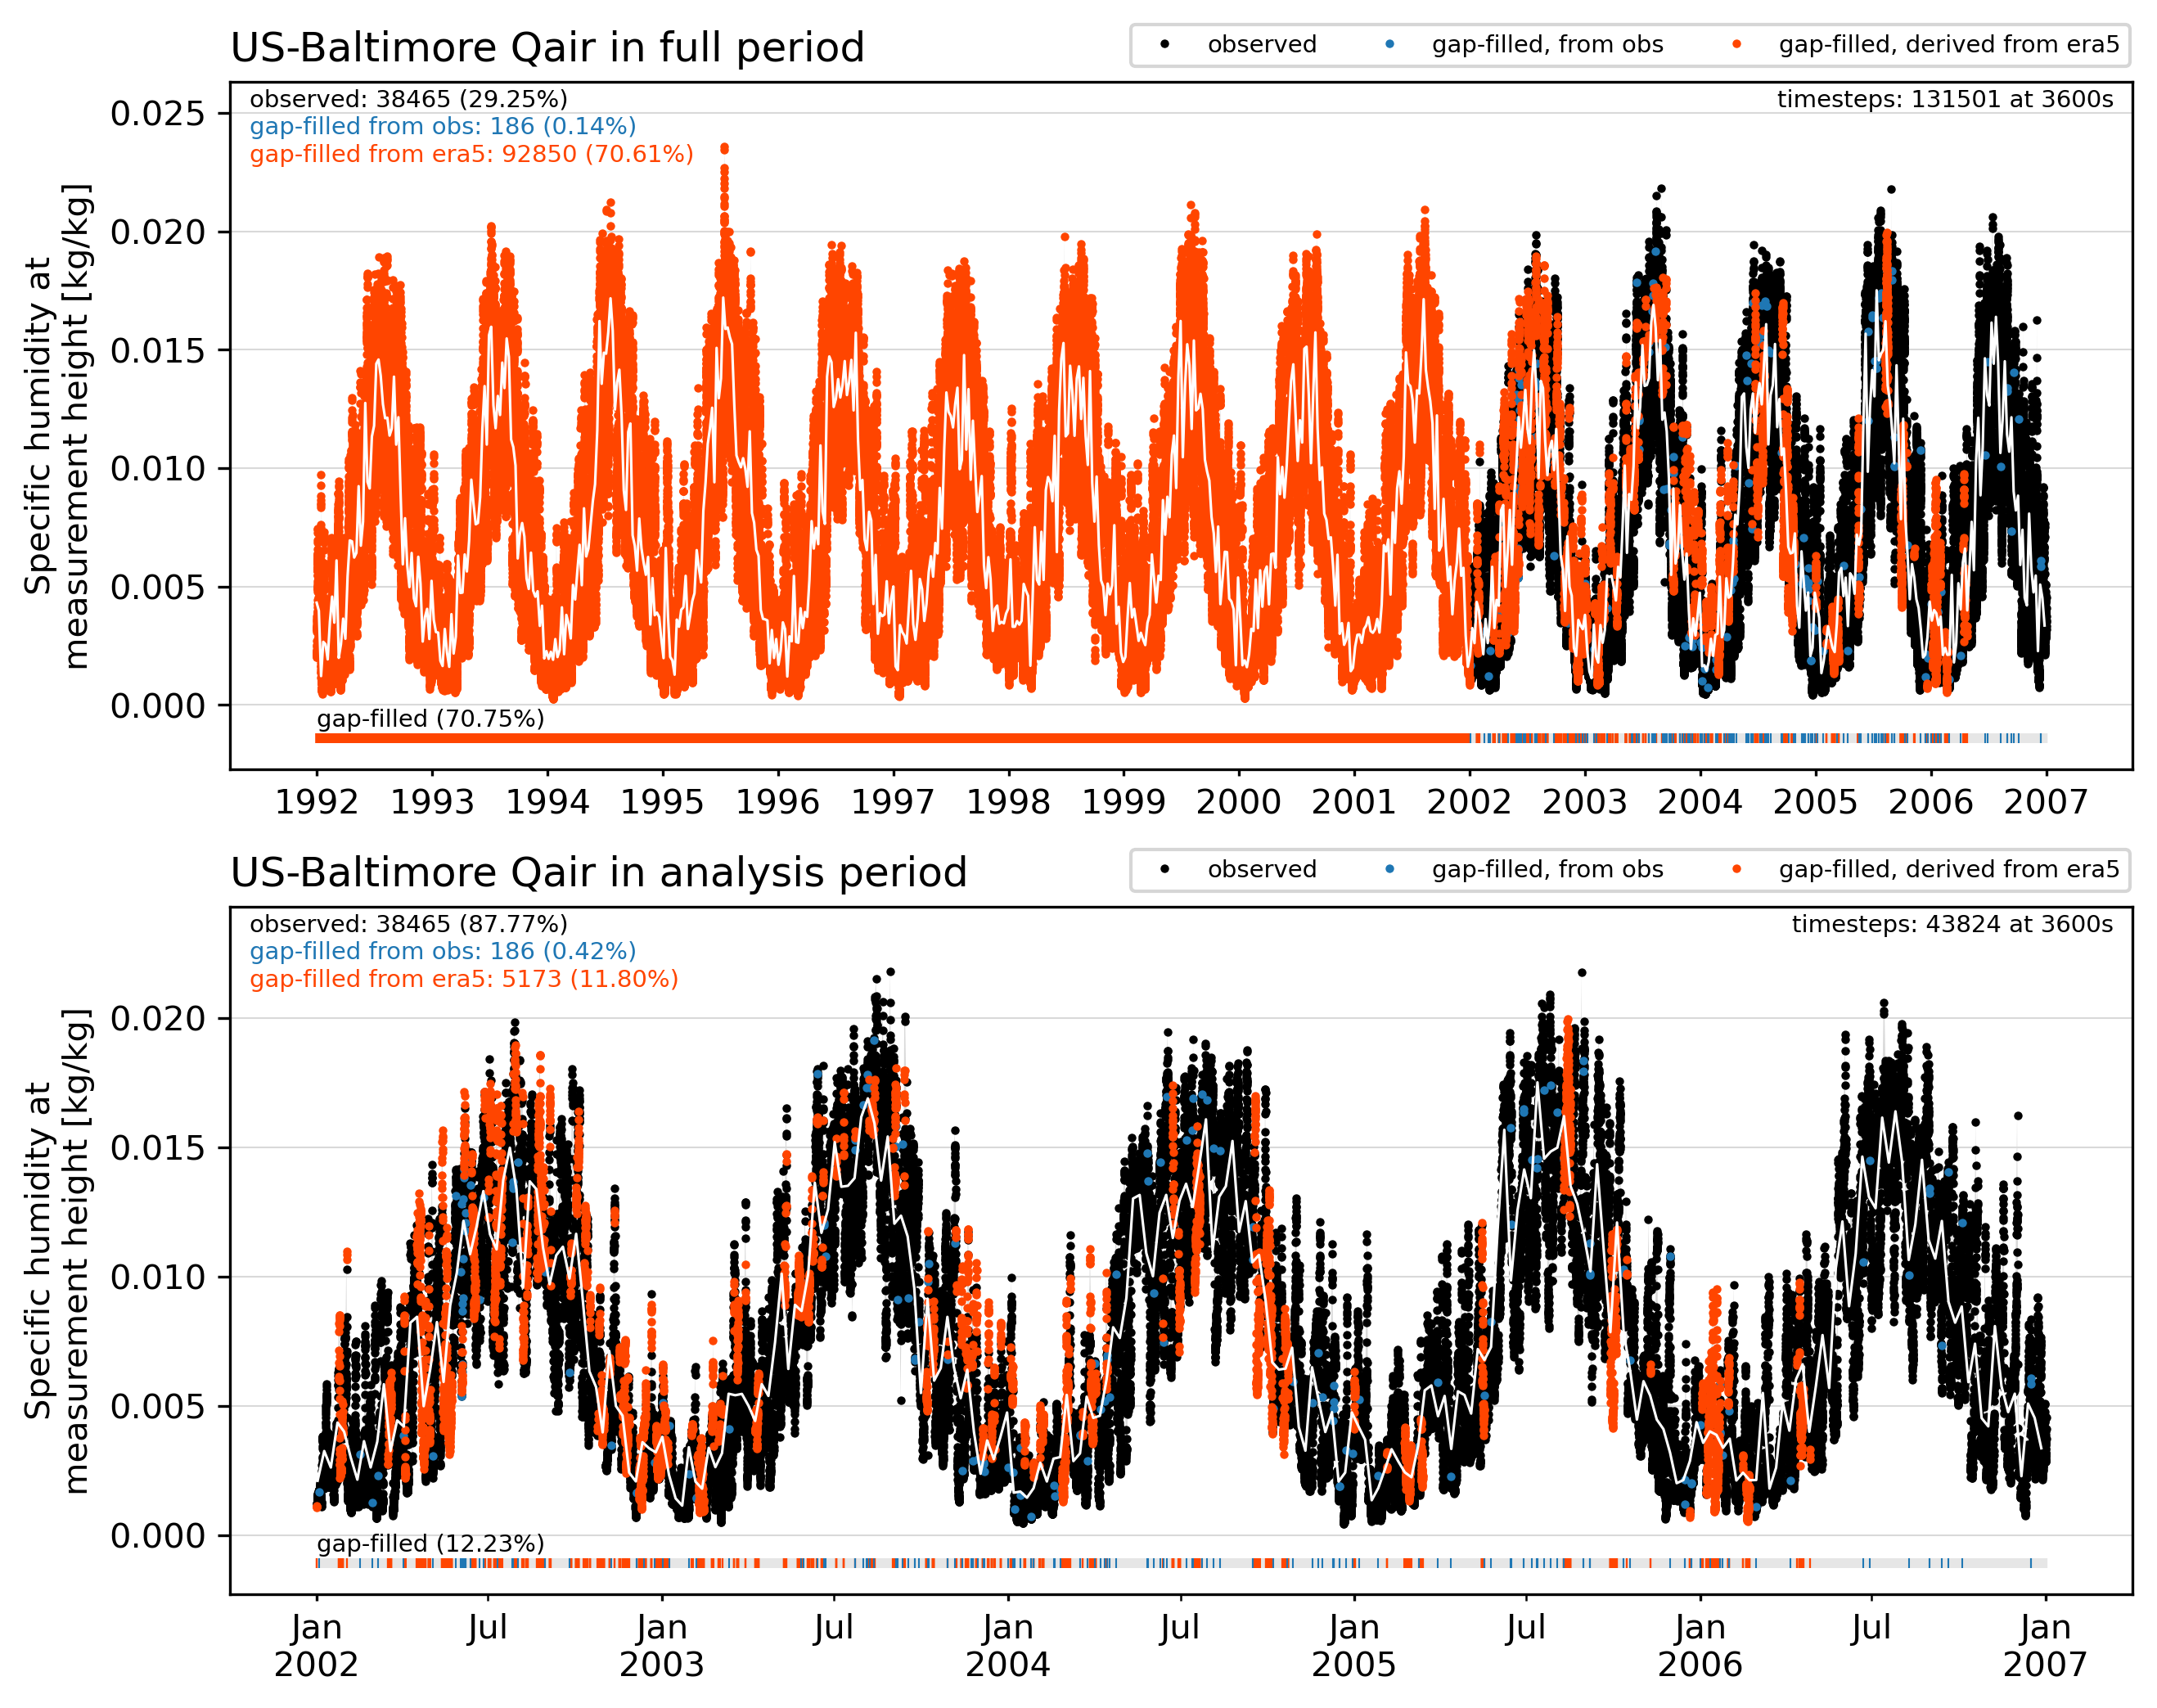 US-Baltimore Qair in full period
observed
gap-filled, from obs
gap-filled, derived from era5
observed: 38465 (29.25%)
gap-filled from obs: 186 (0.14%)
gap-filled from era5: 92850 (70.61%)
timesteps: 131501 at 3600s
Specific humidity at
measurement height [kg/kg]
0.025
0.020
0.015
0.010
0.005
0.000
gap-filled (70.75%)
1992 1993 1994 1995 1996 1997 1998 1999 2000 2001 2002 2003 2004 2005 2006 2007
US-Baltimore Qair in analysis period
observed
gap-filled, from obs
gap-filled, derived from era5
observed: 38465 (87.77%)
gap-filled from obs: 186 (0.42%)
gap-filled from era5: 5173 (11.80%)
timesteps: 43824 at 3600s
Specific humidity at
measurement height [kg/kg]
0.020
0.015
0.010
0.005
0.000
gap-filled (12.23%)
Jan Jul Jan Jul Jan Jul Jan Jul Jan Jul Jan
2002 2003 2004 2005 2006 2007